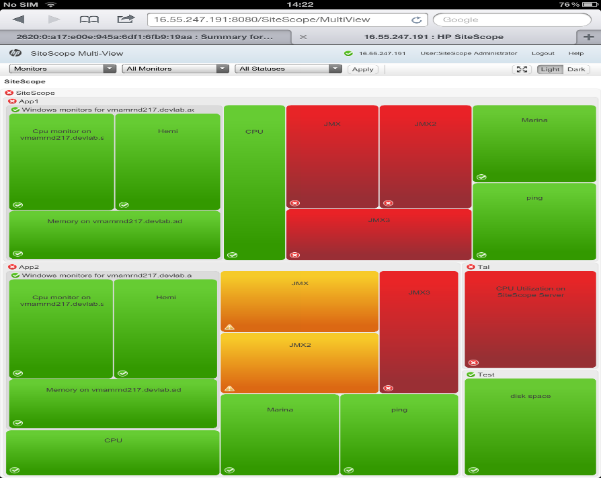 No SIM 14:22 76%
16.55.247.191:8080/SiteScope/MultiView Google
2620:0:a17:e00e:945a:6df1:6fb9:19aa : Summary for... × 16.55.247.191 : HP SiteScope +
hp SiteScope Multi-View 16.55.247.191 User:SiteScope Administrator Logout Help
Monitors All Monitors All Statuses Apply Light Dark
SiteScope
SiteScope
App1
Windows monitors for vmamrnd217.devlab.ad
Cpu monitor on
vmamrnd217.devlab.s
Hemi
CPU
JMX
JMX2
Marina
ping
Memory on vmamrnd217.devlab.ad
JMX3
App2
Windows monitors for vmamrnd217.devlab.a
Cpu monitor on
vmamrnd217.devlab.s
Hemi
JMX
JMX3
JMX2
Memory on vmamrnd217.devlab.ad
CPU
Marina
ping
Tal
CPU Utilization on
SiteScope Server
Test
disk space